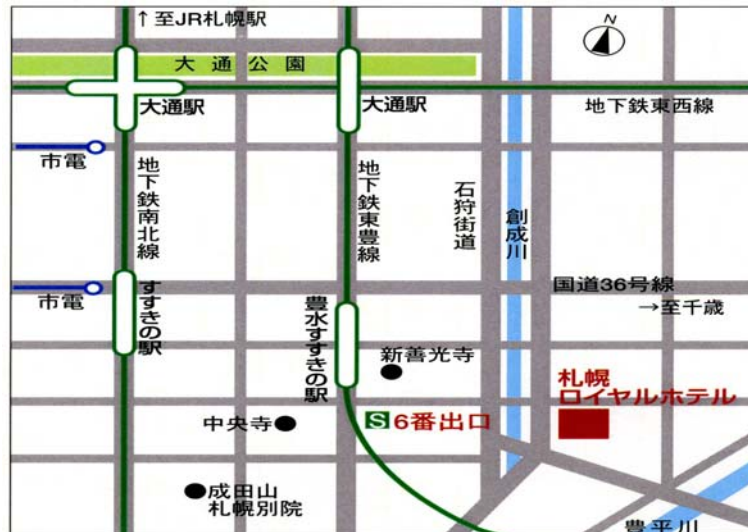 ↑至JR札幌駅
N
大通公園
大通駅
大通駅
地下鉄東西線
市電
地下鉄南北線
地下鉄東豊線
石狩街道
創成川
市電
すすきの駅
豊水すすきの駅
国道36号線
→至千歳
新善光寺
札幌
ロイヤルホテル
中央寺
S 6番出口
成田山
札幌別院
豊平川